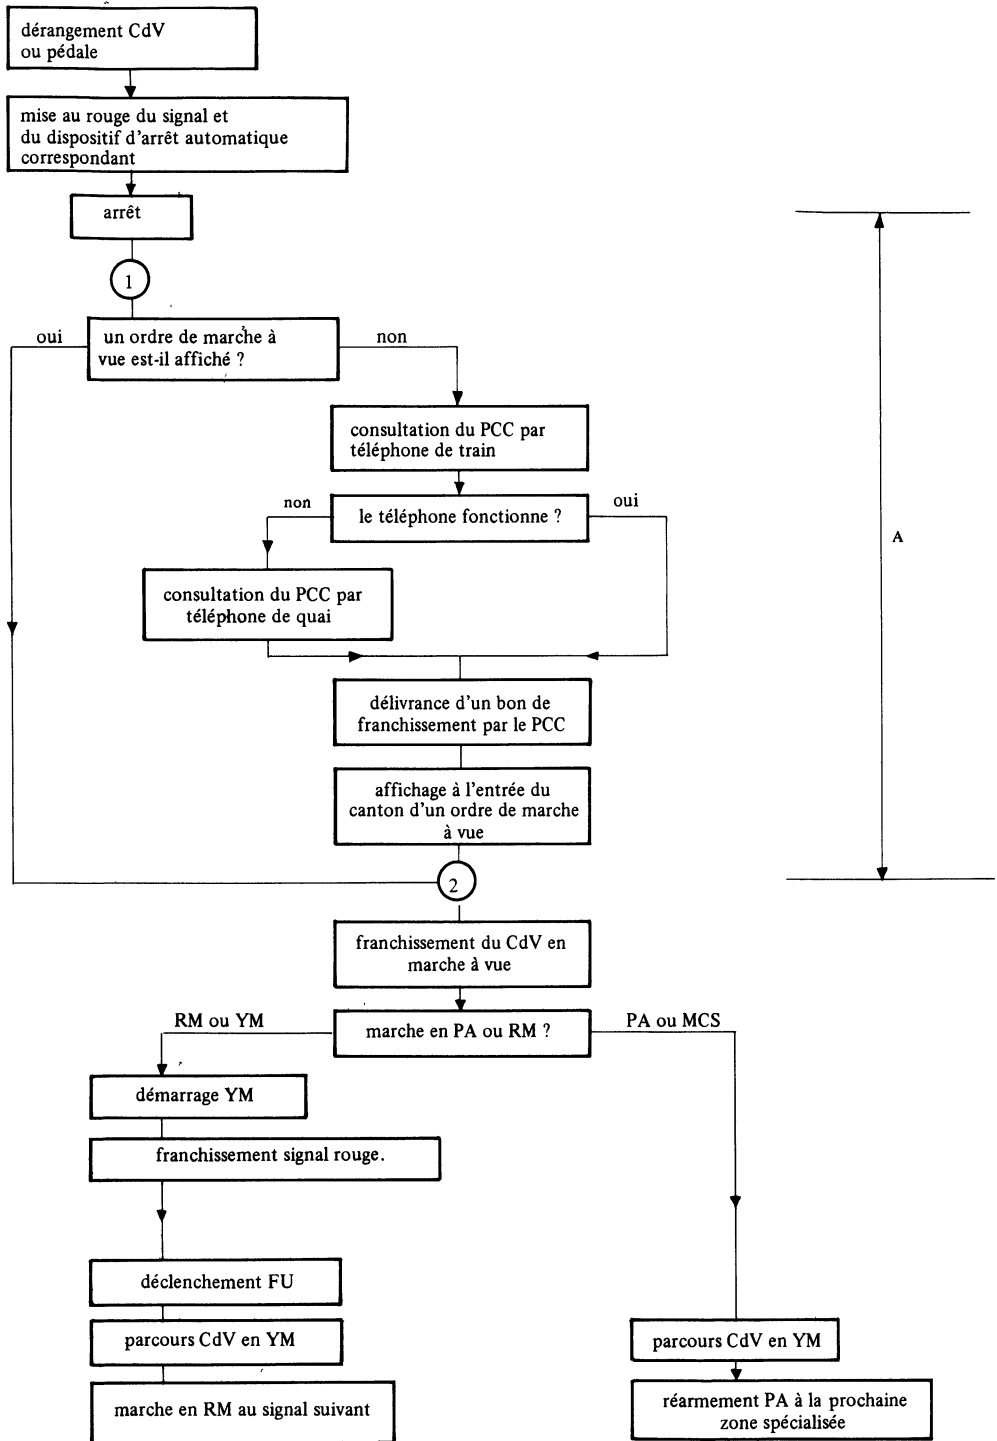 dérangement CdV
ou pédale
mise au rouge du signal et
du dispositif d'arrêt automatique
correspondant
arrêt
1
oui
un ordre de marche à
vue est-il affiché ?
non
consultation du PCC par
téléphone de train
non
le téléphone fonctionne ?
oui
A
consultation du PCC par
téléphone de quai
délivrance d'un bon de
franchissement par le PCC
affichage à l'entrée du
canton d'un ordre de marche
à vue
2
franchissement du CdV en
marche à vue
RM ou YM
marche en PA ou RM ?
PA ou MCS
démarrage YM
franchissement signal rouge.
déclenchement FU
parcours CdV en YM
parcours CdV en YM
marche en RM au signal suivant
réarmement PA à la prochaine
zone spécialisée